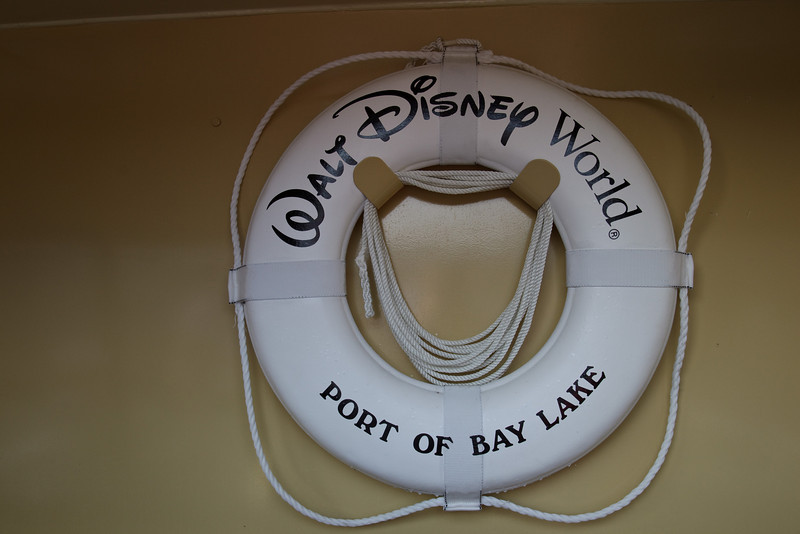 Walt Disney World®
PORT OF BAY LAKE